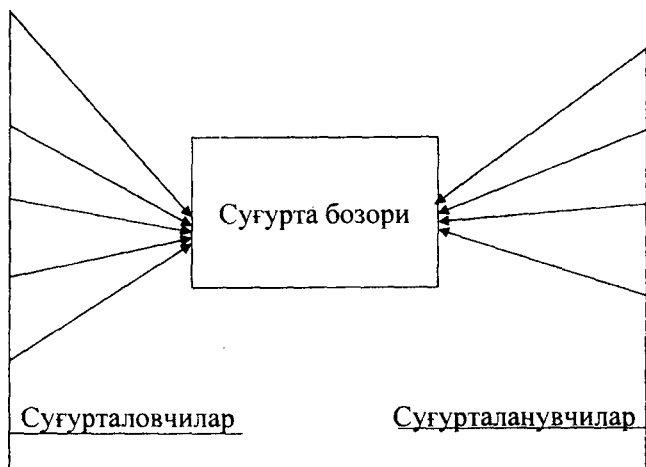 Суғурта бозори
Суғурталовчилар
Суғурталанувчилар